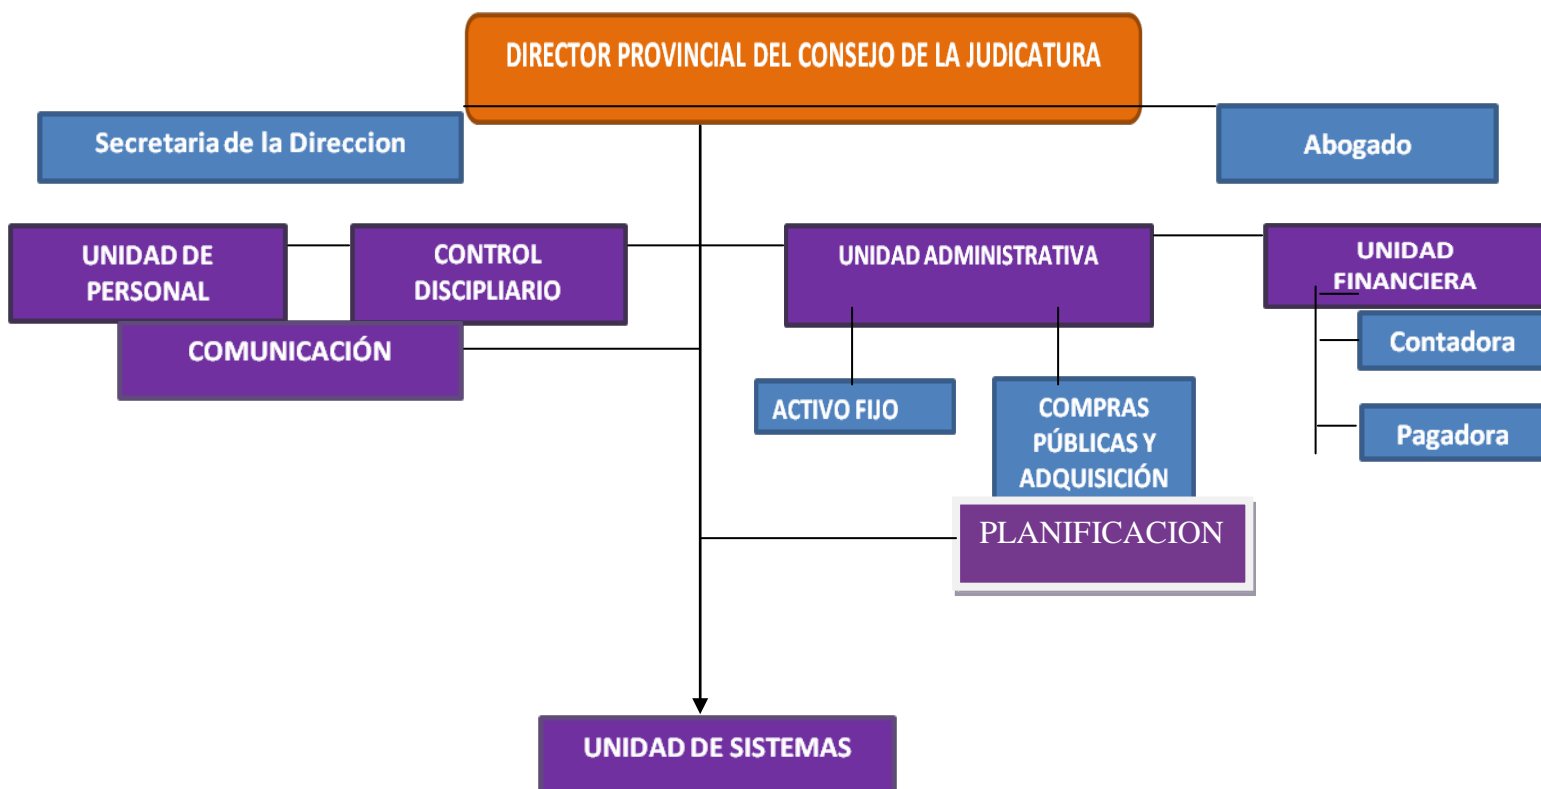 DIRECTOR PROVINCIAL DEL CONSEJO DE LA JUDICATURA
Secretaria de la Direccion
Abogado
UNIDAD DE
PERSONAL
CONTROL
DISCIPLIARIO
UNIDAD ADMINISTRATIVA
UNIDAD
FINANCIERA
COMUNICACIÓN
Contadora
ACTIVO FIJO
COMPRAS
PÚBLICAS Y
ADQUISICIÓN
Pagadora
PLANIFICACION
UNIDAD DE SISTEMAS